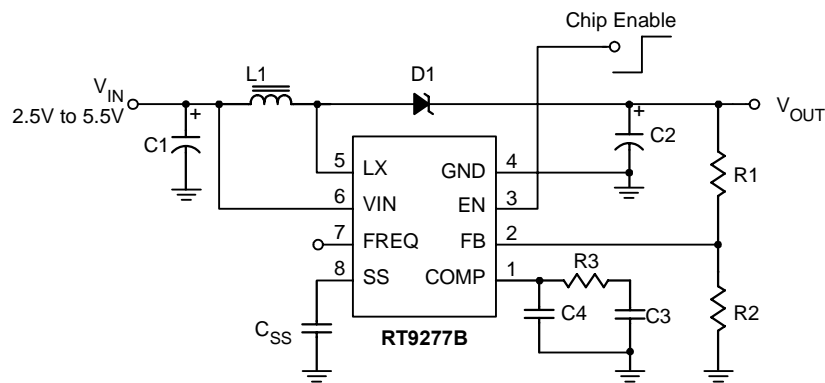 Chip Enable
V_IN
2.5V to 5.5V
L1
D1
V_OUT
+
C1
+
C2
R1
5 LX
6 VIN
7 FREQ
8 SS
GND 4
EN 3
FB 2
COMP 1
R3
C4
C3
R2
C_SS
RT9277B